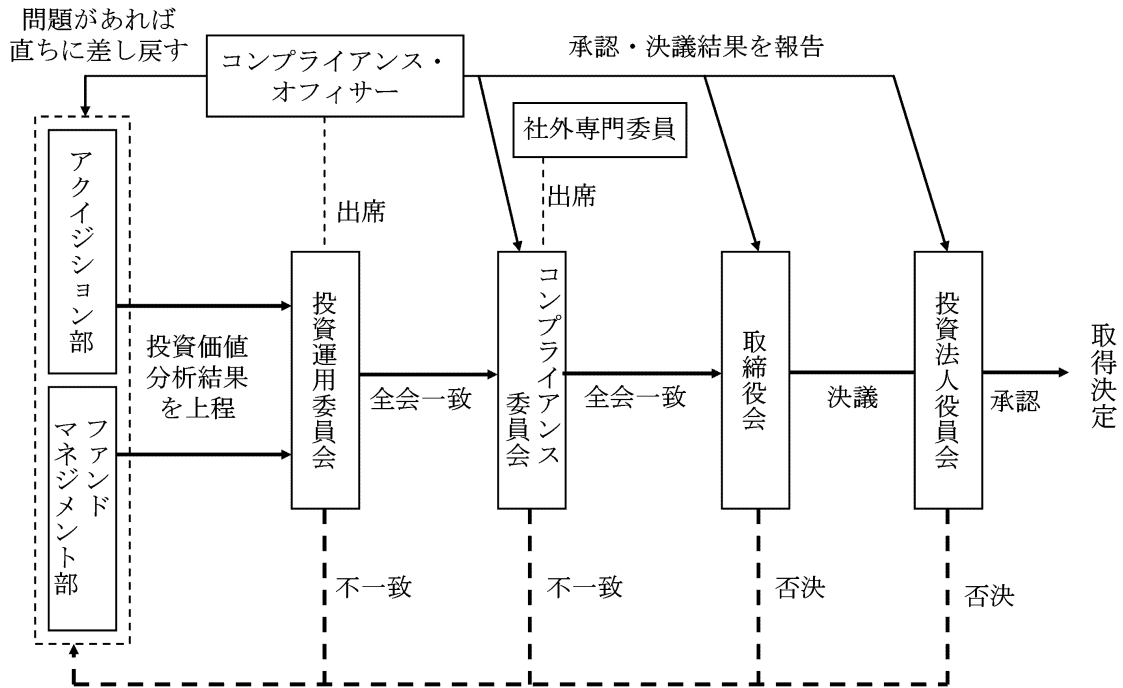 問題があれば
直ちに差し戻す
コンプライアンス・
オフィサー
承認・決議結果を報告
社外専門委員
出席
出席
アクイジション部
ファンド
マネジメント部
投資価値
分析結果
を上程
投資運用委員会
全会一致
コンプライアンス
委員会
全会一致
取締役会
決議
投資法人役員会
承認
取得決定
不一致
不一致
否決
否決